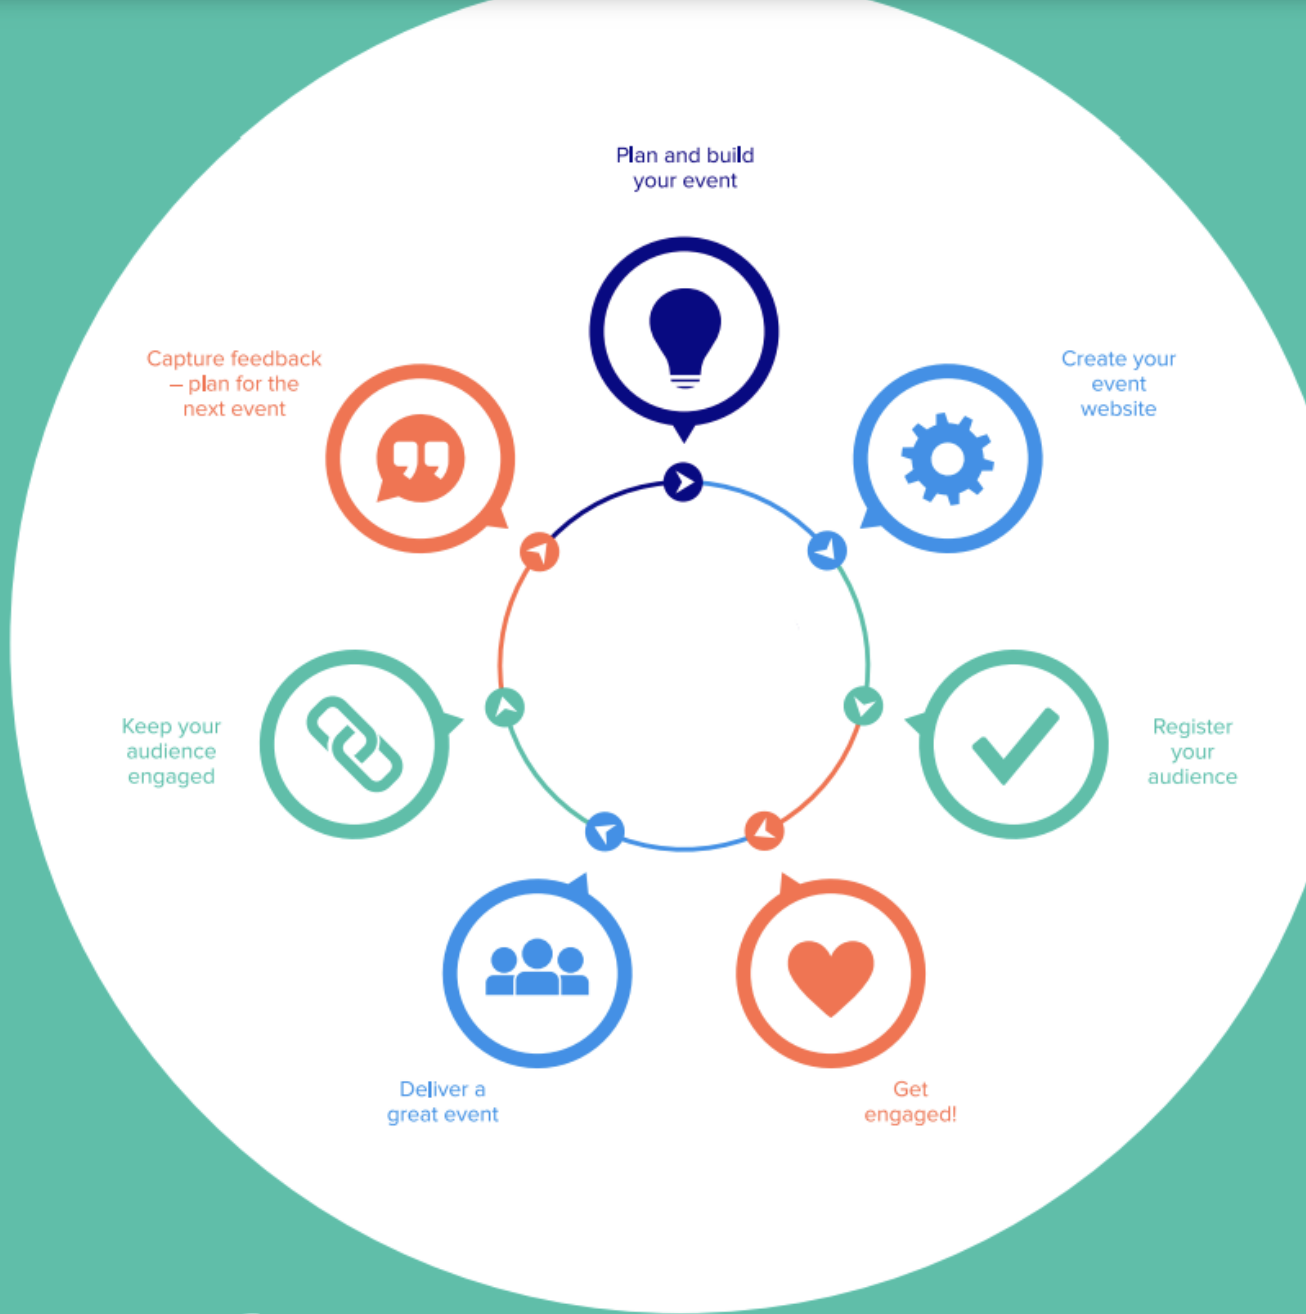 Plan and build
your event
Create your
event
website
Register
your
audience
Get
engaged!
Deliver a
great event
Keep your
audience
engaged
Capture feedback
– plan for the
next event